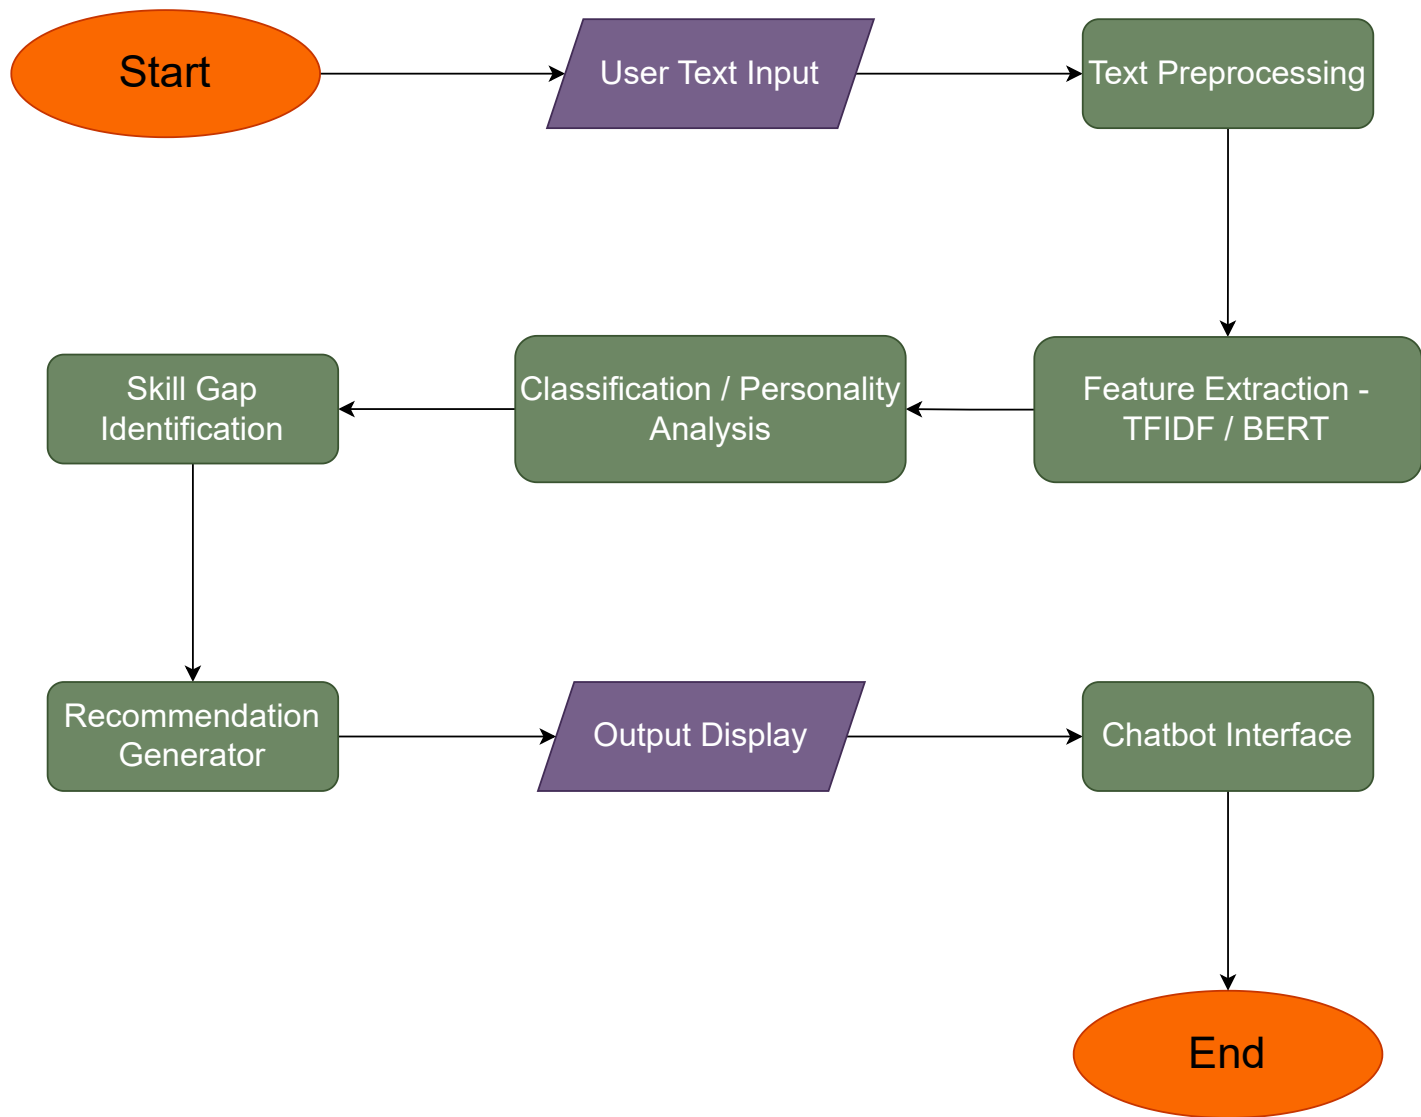 Start
User Text Input
Text Preprocessing
Feature Extraction -
TFIDF / BERT
Classification / Personality
Analysis
Skill Gap
Identification
Recommendation
Generator
Output Display
Chatbot Interface
End